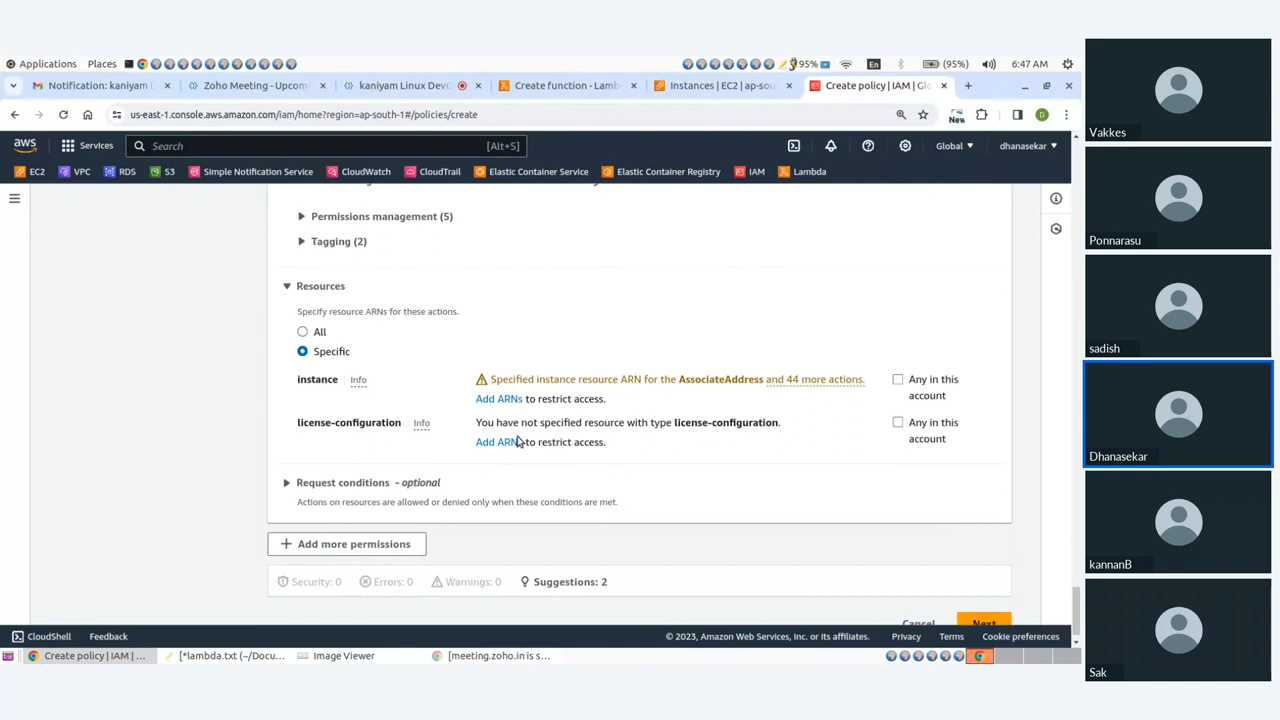 Applications Places 95% En (95%) 6:47 AM
Notification: kaniyam L Zoho Meeting - Upcom kaniyam Linux DevO Create function - Lamb Instances | EC2 | ap-sou Create policy | IAM | Glo
us-east-1.console.aws.amazon.com/iam/home?region=ap-south-1#/policies/create New D
aws Services Search [Alt+S] Global dhanasekar
EC2 VPC RDS S3 Simple Notification Service CloudWatch CloudTrail Elastic Container Service Elastic Container Registry IAM Lambda
Permissions management (5)
Tagging (2)
Resources
Specify resource ARNs for these actions.
All
Specific
instance Info Specified instance resource ARN for the AssociateAddress and 44 more actions. Any in this
Add ARNs to restrict access. account
license-configuration Info You have not specified resource with type license-configuration. Any in this
Add ARNs to restrict access. account
Request conditions - optional
Actions on resources are allowed or denied only when these conditions are met.
Add more permissions
Security: 0 Errors: 0 Warnings: 0 Suggestions: 2
Cancel Next
CloudShell Feedback © 2023, Amazon Web Services, Inc. or its affiliates. Privacy Terms Cookie preferences
Create policy | IAM | ... [*lambda.txt (~/Docu... Image Viewer [meeting.zoho.in is s...
Vakkes
Ponnarasu
sadish
Dhanasekar
kannanB
Sak